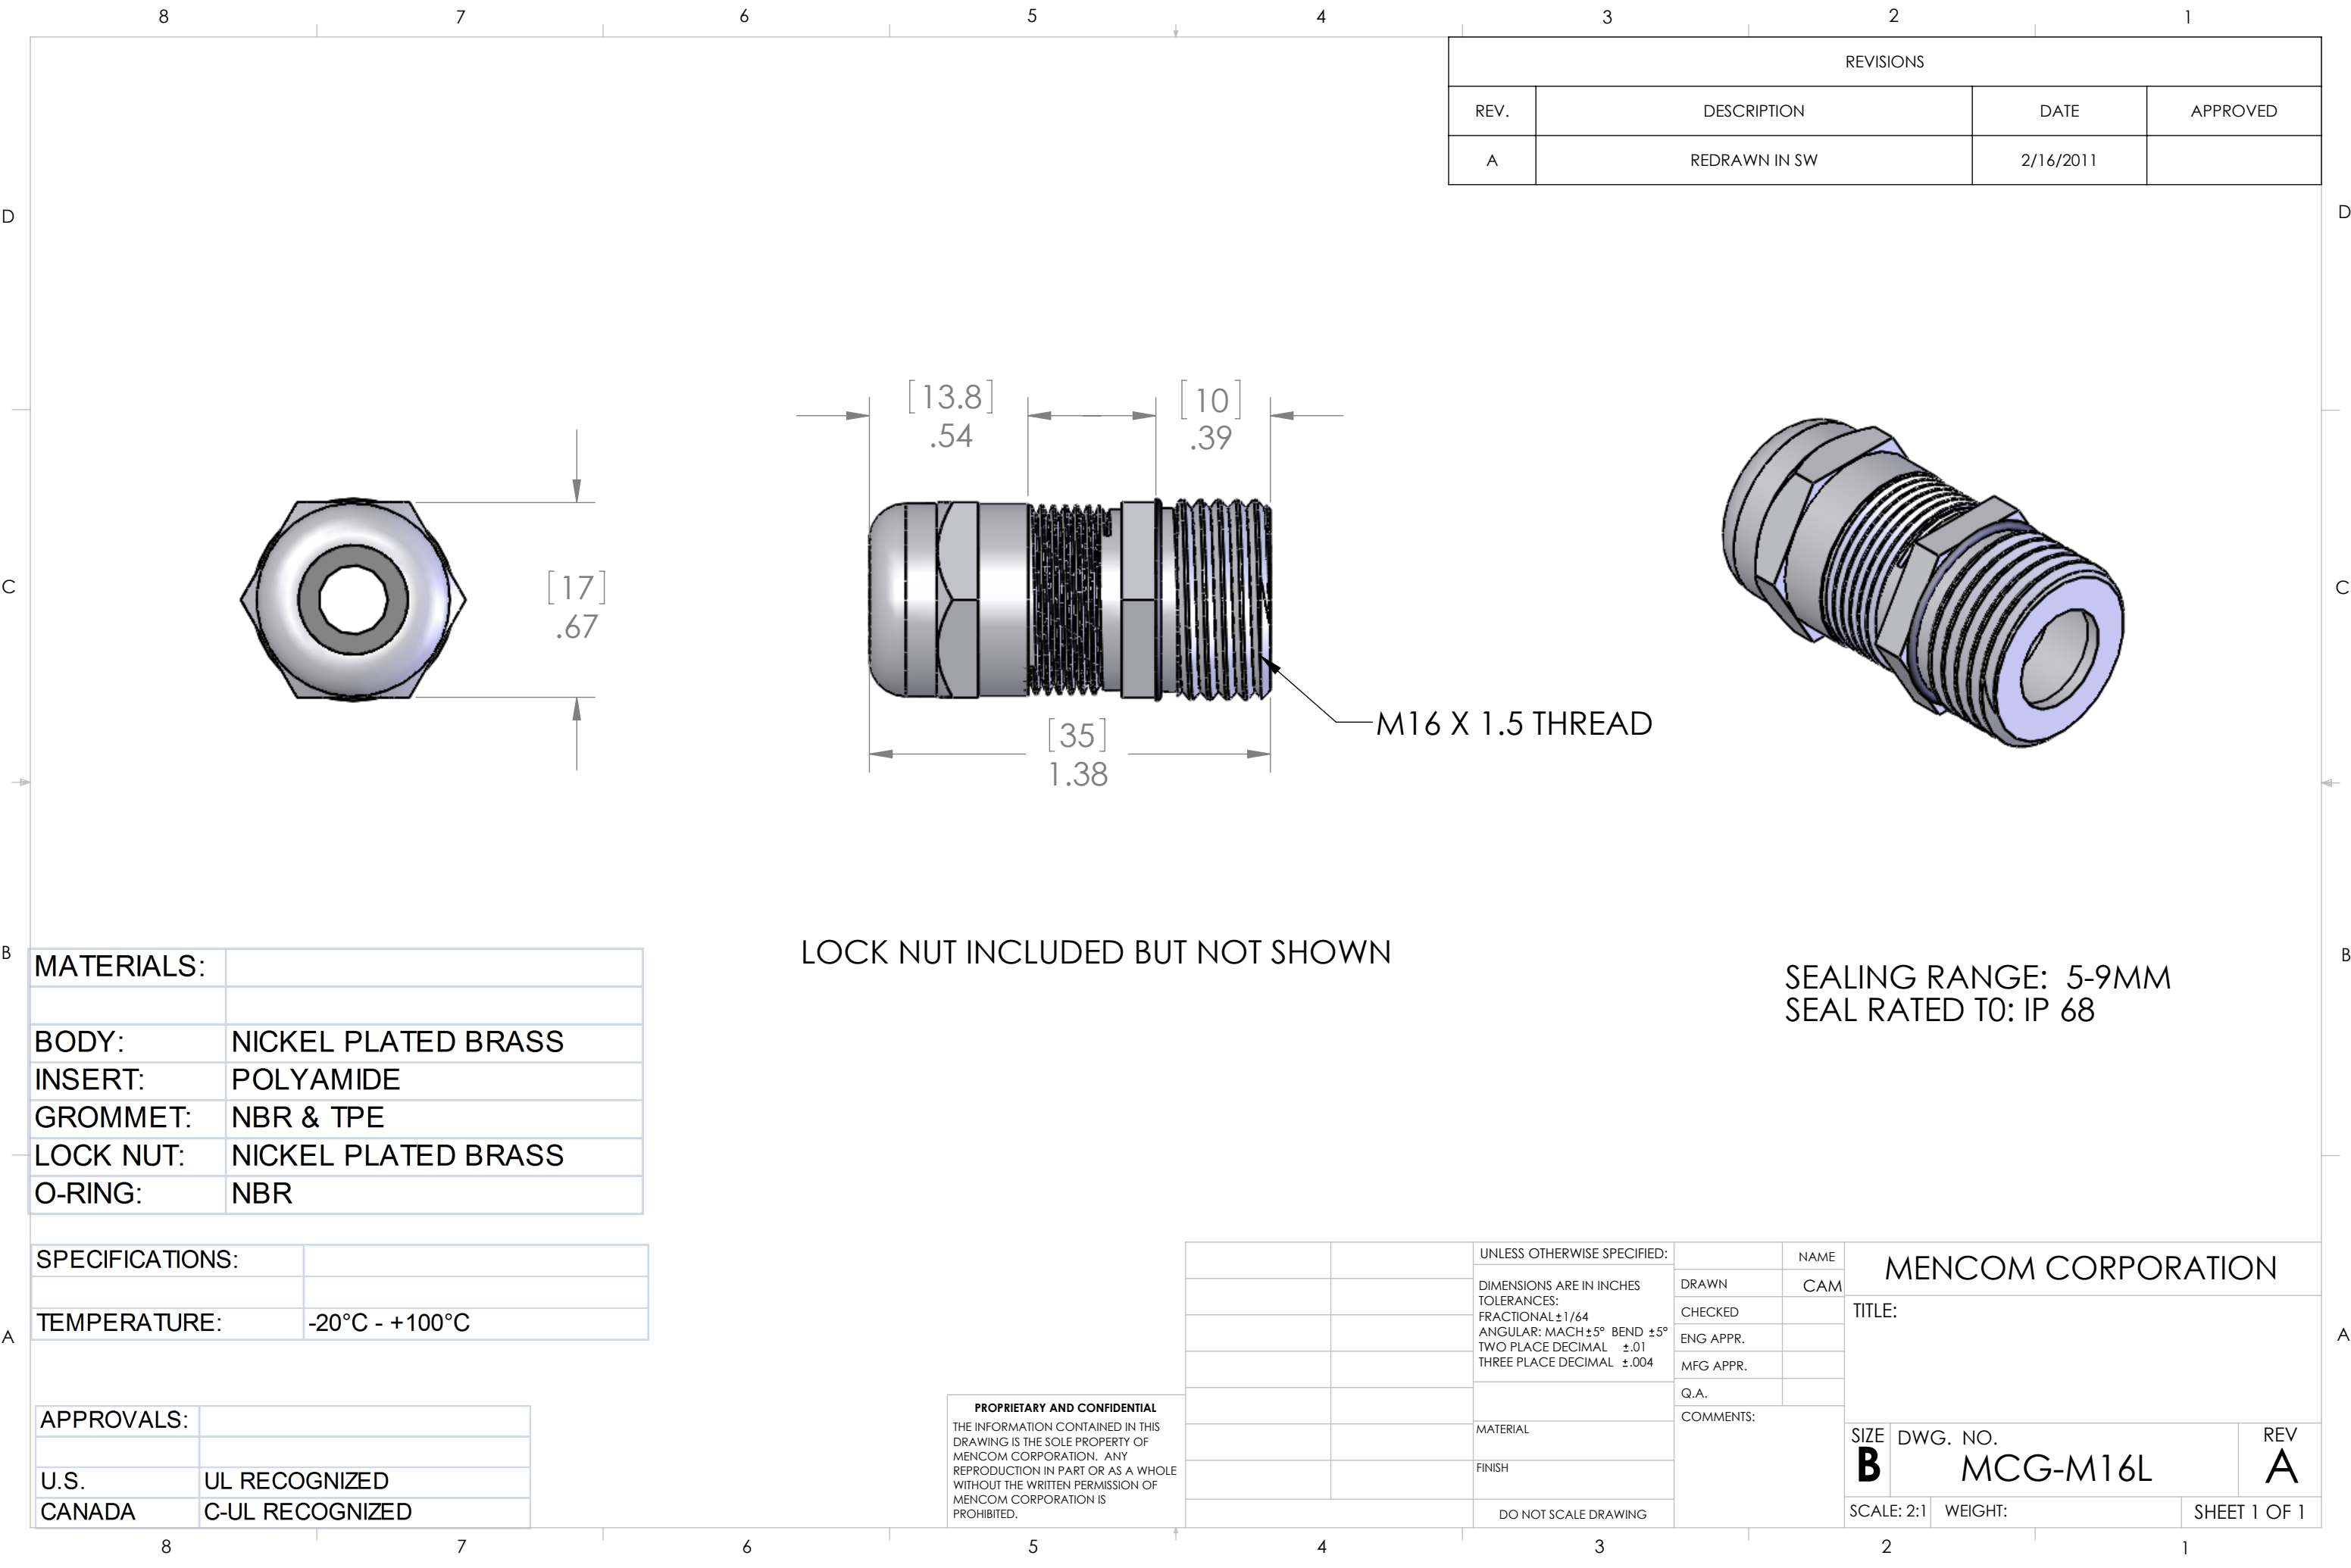 8 7 6 5 4 3 2 1
REVISIONS
REV. DESCRIPTION DATE APPROVED
A REDRAWN IN SW 2/16/2011
D D
[13.8]
.54
[10]
.39
C C
[17]
.67
M16 X 1.5 THREAD
[35]
1.38
B B
LOCK NUT INCLUDED BUT NOT SHOWN
SEALING RANGE: 5-9MM
SEAL RATED T0: IP 68
MATERIALS:
BODY: NICKEL PLATED BRASS
INSERT: POLYAMIDE
GROMMET: NBR & TPE
LOCK NUT: NICKEL PLATED BRASS
O-RING: NBR
SPECIFICATIONS:
TEMPERATURE: -20°C - +100°C
A A
APPROVALS:
U.S. UL RECOGNIZED
CANADA C-UL RECOGNIZED
PROPRIETARY AND CONFIDENTIAL
THE INFORMATION CONTAINED IN THIS
DRAWING IS THE SOLE PROPERTY OF
MENCOM CORPORATION. ANY
REPRODUCTION IN PART OR AS A WHOLE
WITHOUT THE WRITTEN PERMISSION OF
MENCOM CORPORATION IS
PROHIBITED.
UNLESS OTHERWISE SPECIFIED:
DIMENSIONS ARE IN INCHES
TOLERANCES:
FRACTIONAL±1/64
ANGULAR: MACH±5° BEND ±5°
TWO PLACE DECIMAL ±.01
THREE PLACE DECIMAL ±.004
MATERIAL
FINISH
DO NOT SCALE DRAWING
NAME
DRAWN CAM
CHECKED
ENG APPR.
MFG APPR.
Q.A.
COMMENTS:
MENCOM CORPORATION
TITLE:
SIZE DWG. NO. REV
B MCG-M16L A
SCALE: 2:1 WEIGHT: SHEET 1 OF 1
8 7 6 5 4 3 2 1